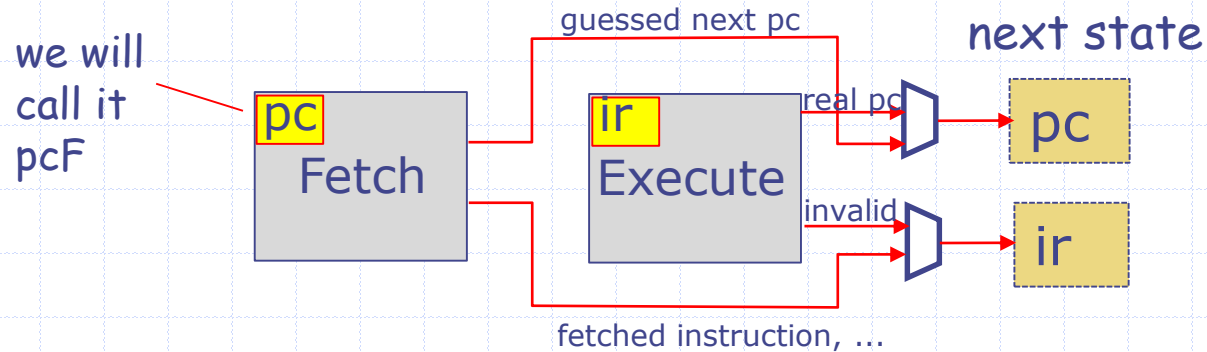 we will
call it
pcF
pc
Fetch
guessed next pc
ir
Execute
real pc
invalid
fetched instruction, ...
next state
pc
ir